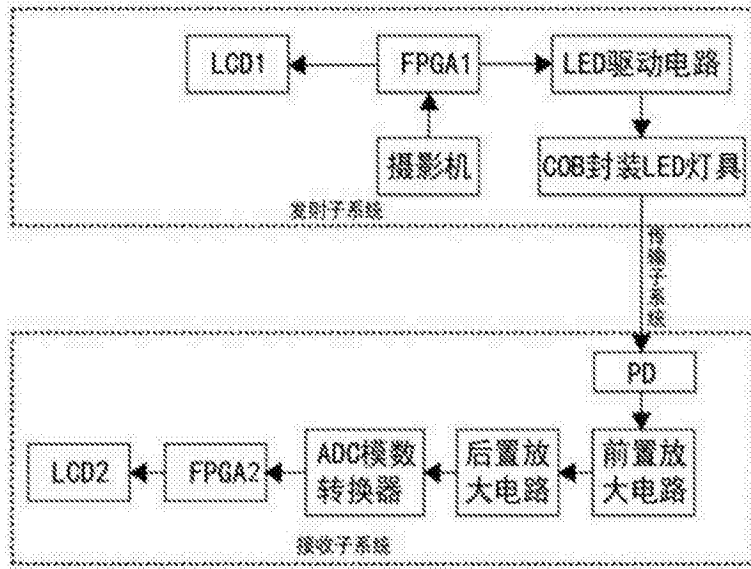 LCD1
FPGA1
LED驱动电路
摄影机
COB封装LED灯具
发射子系统
传输子系统
PD
LCD2
FPGA2
ADC模数
转换器
后置放
大电路
前置放
大电路
接收子系统